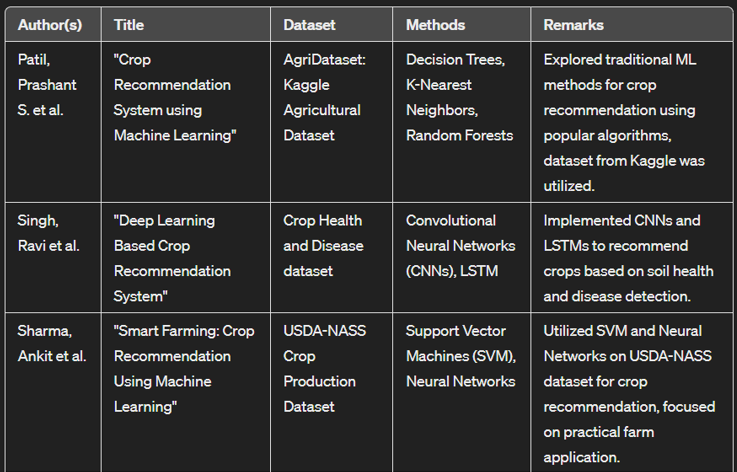 Author(s) Title Dataset Methods Remarks
Patil,
Prashant
S. et al.
"Crop
Recommendation
System using
Machine Learning"
AgriDataset:
Kaggle
Agricultural
Dataset
Decision Trees,
K-Nearest
Neighbors,
Random Forests
Explored traditional ML
methods for crop
recommendation using
popular algorithms,
dataset from Kaggle was
utilized.
Singh,
Ravi et al.
"Deep Learning
Based Crop
Recommendation
System"
Crop Health
and Disease
dataset
Convolutional
Neural Networks
(CNNs), LSTM
Implemented CNNs and
LSTMs to recommend
crops based on soil health
and disease detection.
Sharma,
Ankit et al.
"Smart Farming: Crop
Recommendation
Using Machine
Learning"
USDA-NASS
Crop
Production
Dataset
Support Vector
Machines (SVM),
Neural Networks
Utilized SVM and Neural
Networks on USDA-NASS
dataset for crop
recommendation, focused
on practical farm
application.